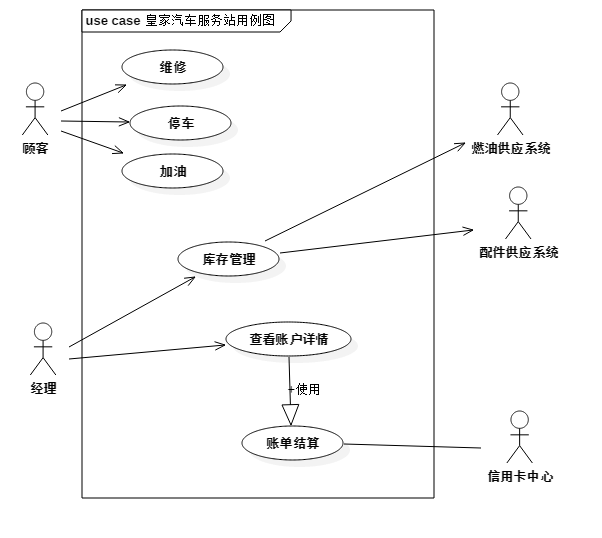 use case 皇家汽车服务站用例图
维修
顾客
停车
燃油供应系统
加油
配件供应系统
库存管理
查看账户详情
经理
+使用
账单结算
信用卡中心